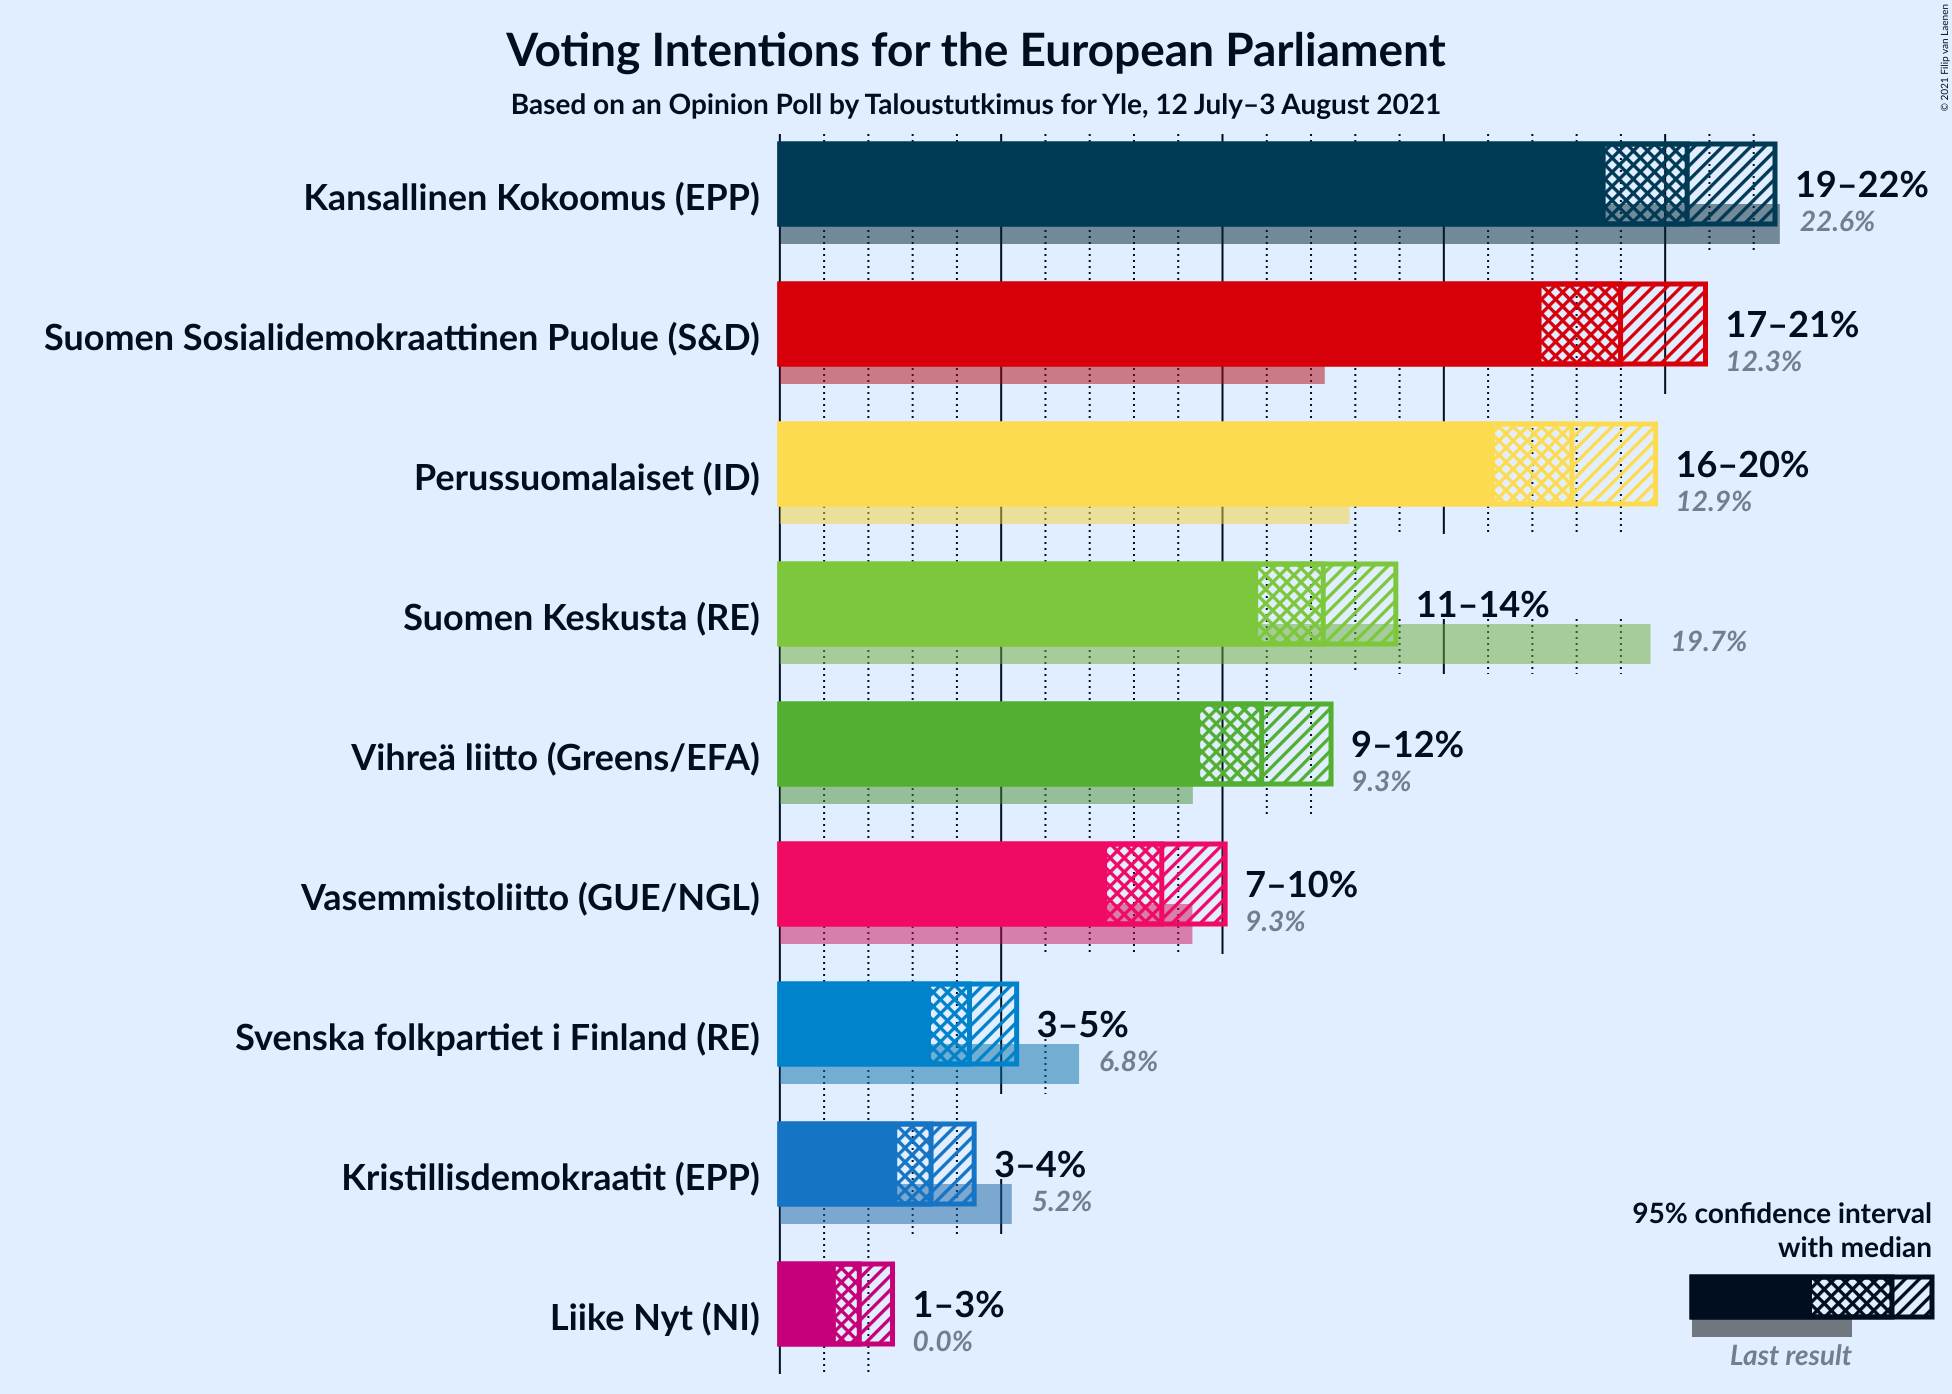 Voting Intentions for the European Parliament
Based on an Opinion Poll by Taloustutkimus for Yle, 12 July–3 August 2021
© 2021 Filip van Laenen
Kansallinen Kokoomus (EPP)
19–22%
22.6%
Suomen Sosialidemokraattinen Puolue (S&D)
17–21%
12.3%
Perussuomalaiset (ID)
16–20%
12.9%
Suomen Keskusta (RE)
11–14%
19.7%
Vihreä liitto (Greens/EFA)
9–12%
9.3%
Vasemmistoliitto (GUE/NGL)
7–10%
9.3%
Svenska folkpartiet i Finland (RE)
3–5%
6.8%
Kristillisdemokraatit (EPP)
3–4%
5.2%
Liike Nyt (NI)
1–3%
0.0%
95% confidence interval
with median
Last result